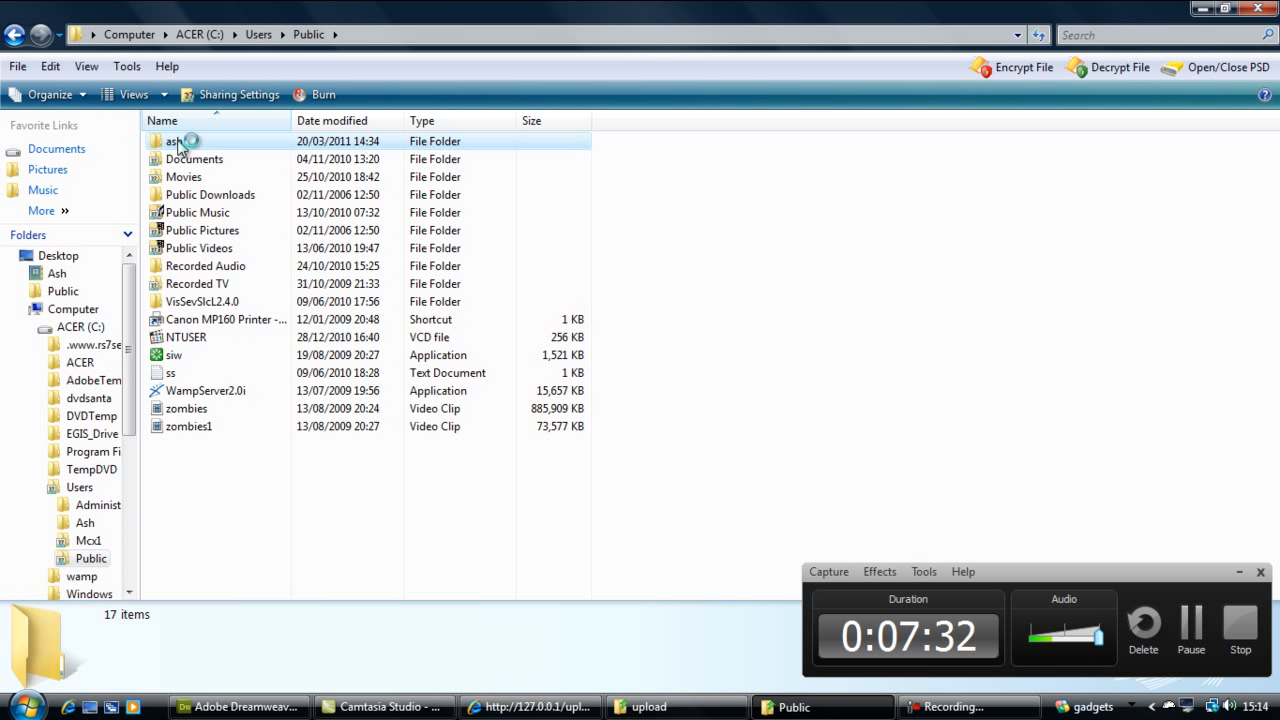 Computer ACER (C:) Users Public
Search
File Edit View Tools Help
Encrypt File Decrypt File Open/Close PSD
Organize Views Sharing Settings Burn
Favorite Links
Documents
Pictures
Music
More »
Folders
Desktop
Ash
Public
Computer
ACER (C:)
.www.rs7se
ACER
AdobeTem
dvdsanta
DVDTemp
EGIS_Drive
Program Fi
TempDVD
Users
Administ
Ash
Mcx1
Public
wamp
Windows
Name Date modified Type Size
ash 20/03/2011 14:34 File Folder
Documents 04/11/2010 13:20 File Folder
Movies 25/10/2010 18:42 File Folder
Public Downloads 02/11/2006 12:50 File Folder
Public Music 13/10/2010 07:32 File Folder
Public Pictures 02/11/2006 12:50 File Folder
Public Videos 13/06/2010 19:47 File Folder
Recorded Audio 24/10/2010 15:25 File Folder
Recorded TV 31/10/2009 21:33 File Folder
VisSevSlcL2.4.0 09/06/2010 17:56 File Folder
Canon MP160 Printer -... 12/01/2009 20:48 Shortcut 1 KB
NTUSER 28/12/2010 16:40 VCD file 256 KB
siw 19/08/2009 20:27 Application 1,521 KB
ss 09/06/2010 18:28 Text Document 1 KB
WampServer2.0i 13/07/2009 19:56 Application 15,657 KB
zombies 13/08/2009 20:24 Video Clip 885,909 KB
zombies1 13/08/2009 20:27 Video Clip 73,577 KB
17 items
Capture Effects Tools Help
Duration
0:07:32
Audio
Delete Pause Stop
Adobe Dreamweav... Camtasia Studio - ... http://127.0.0.1/upl... upload Public Recording... gadgets 15:14